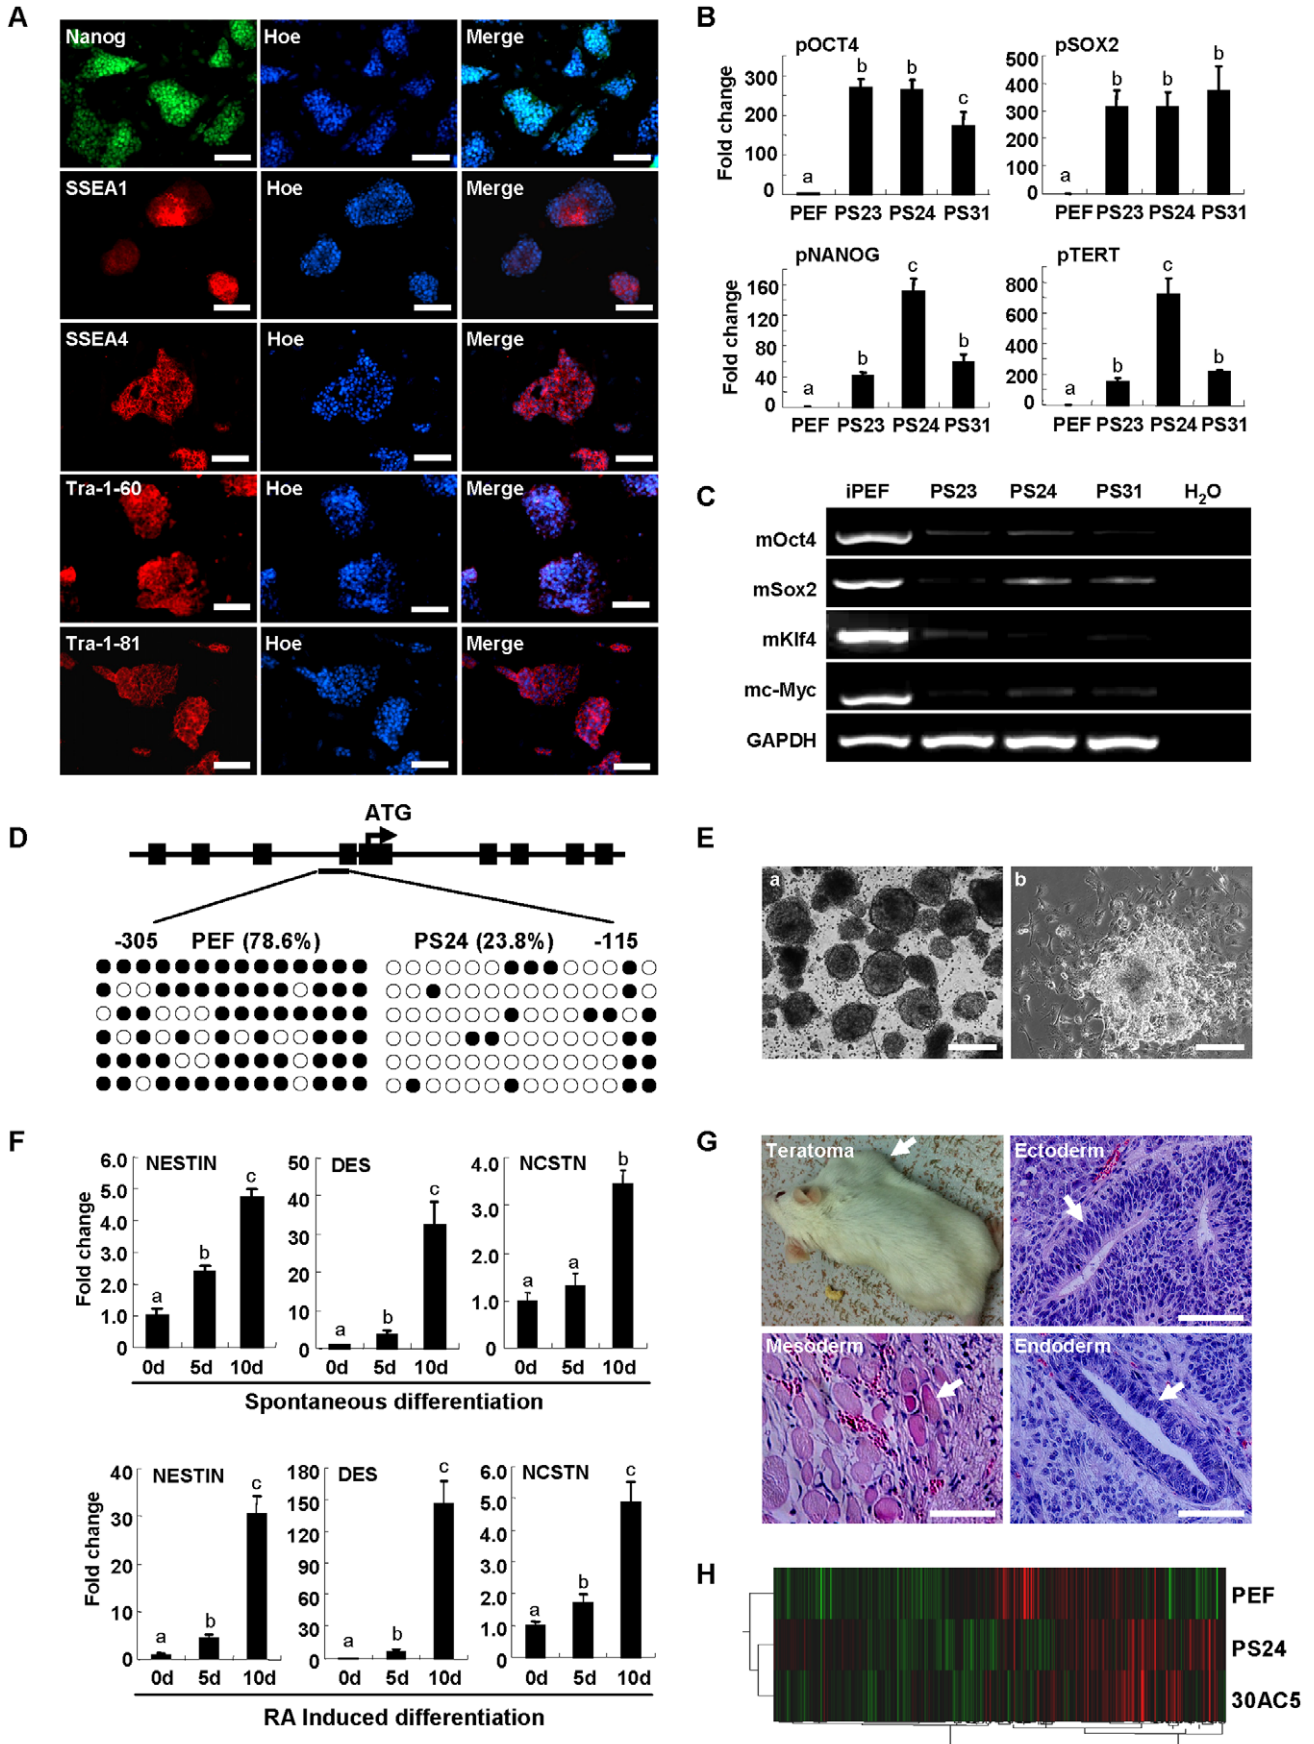 A
Nanog Hoe Merge
SSEA1 Hoe Merge
SSEA4 Hoe Merge
Tra-1-60 Hoe Merge
Tra-1-81 Hoe Merge
B
pOCT4
Fold change
300
200
100
0
a b b c
PEF PS23 PS24 PS31
pSOX2
500
400
300
200
100
0
a b b b
PEF PS23 PS24 PS31
pNANOG
Fold change
160
120
80
40
0
a b c b
PEF PS23 PS24 PS31
pTERT
800
600
400
200
0
a b c b
PEF PS23 PS24 PS31
C
iPEF PS23 PS24 PS31 H₂O
mOct4
mSox2
mKlf4
mc-Myc
GAPDH
D
ATG
-305 PEF (78.6%) PS24 (23.8%) -115
E
a b
F
NESTIN
Fold change
6.0
5.0
4.0
3.0
2.0
1.0
0
a b c
0d 5d 10d
DES
50
40
30
20
10
0
a b c
0d 5d 10d
NCSTN
4.0
3.0
2.0
1.0
0
a a b
0d 5d 10d
Spontaneous differentiation
NESTIN
Fold change
40
30
20
10
0
a b c
0d 5d 10d
DES
180
150
120
90
60
30
0
a b c
0d 5d 10d
NCSTN
6.0
5.0
4.0
3.0
2.0
1.0
0
a b c
0d 5d 10d
RA Induced differentiation
G
Teratoma Ectoderm
Mesoderm Endoderm
H
PEF
PS24
30AC5